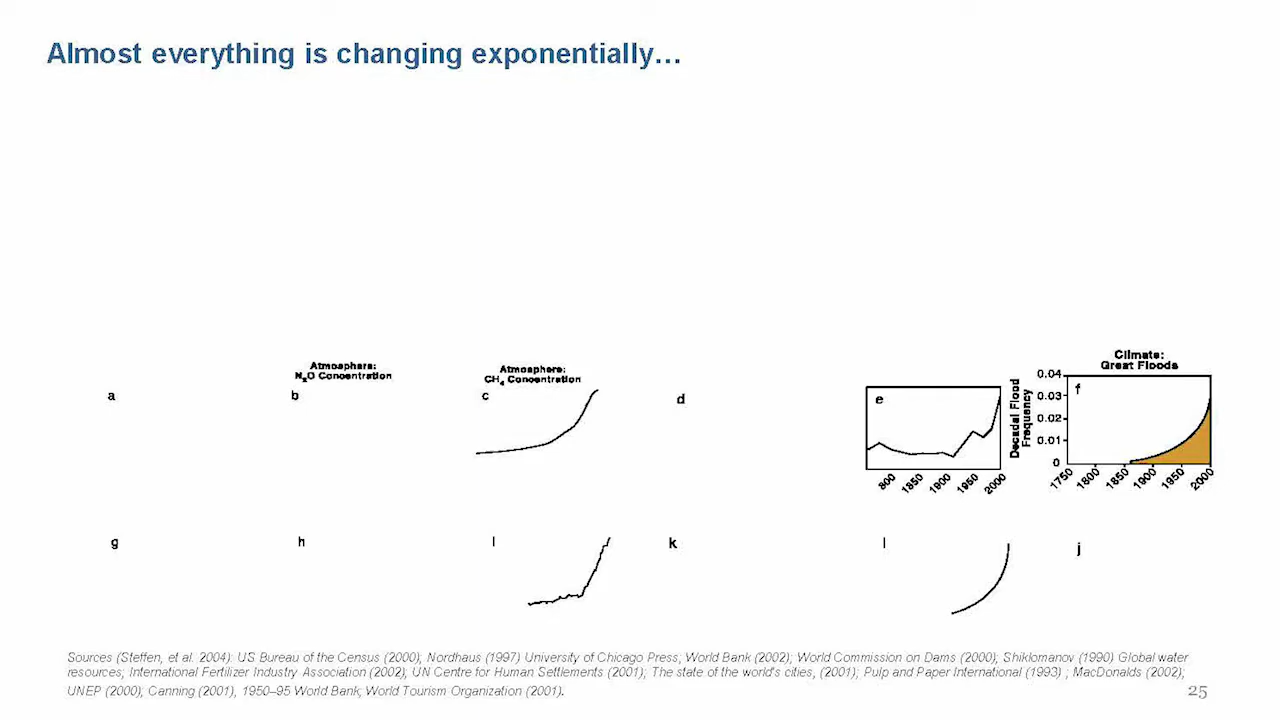 Almost everything is changing exponentially…
Atmosphere:
N2O Concentration
Atmosphere:
CH4 Concentration
Climate:
Great Floods
a
b
c
d
e
f
Decadal Flood
Frequency
0.04
0.03
0.02
0.01
0
800
1850
1900
1950
2000
1750
1800
1850
1900
1950
2000
g
h
I
k
l
j
Sources (Steffen, et al. 2004): US Bureau of the Census (2000); Nordhaus (1997) University of Chicago Press; World Bank (2002); World Commission on Dams (2000); Shiklomanov (1990) Global water
resources; International Fertilizer Industry Association (2002); UN Centre for Human Settlements (2001); The state of the world's cities, (2001); Pulp and Paper International (1993) ; MacDonalds (2002);
UNEP (2000); Canning (2001), 1950–95 World Bank; World Tourism Organization (2001).
25